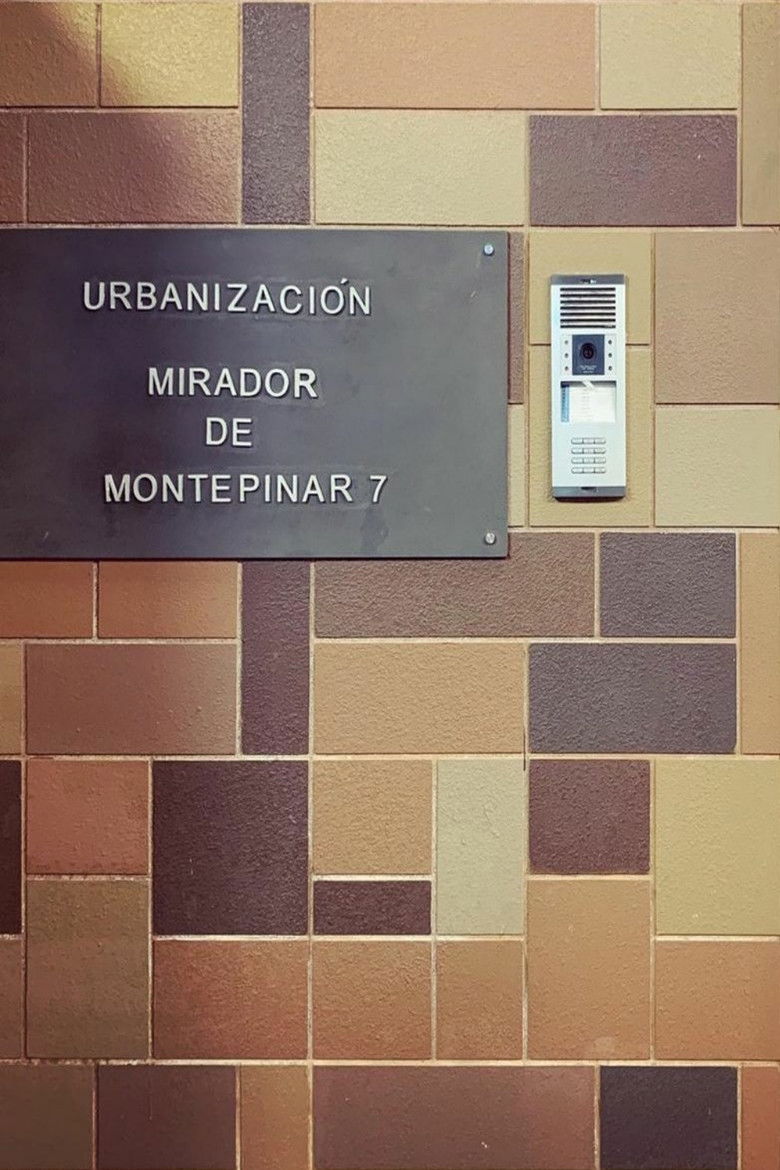 URBANIZACIÓN
MIRADOR
DE
MONTEPINAR 7